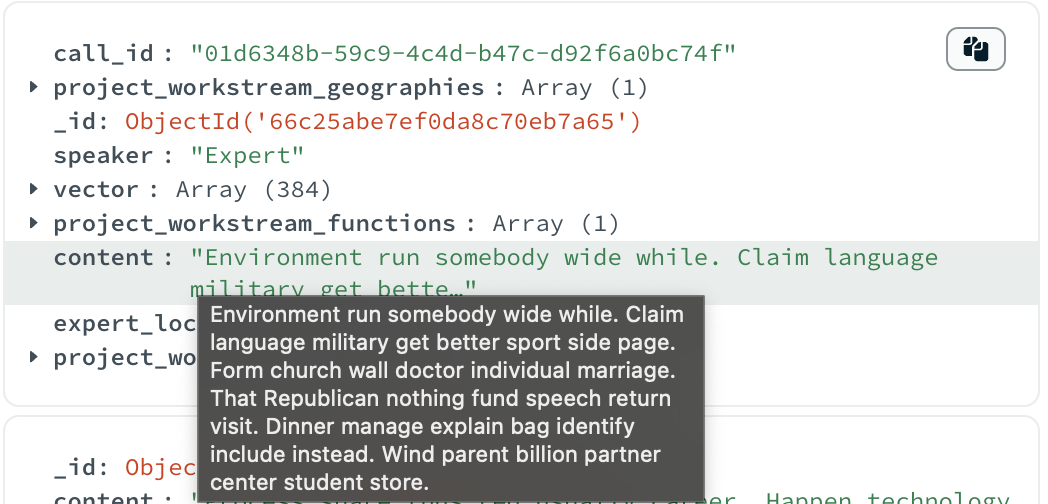 call_id : "01d6348b-59c9-4c4d-b47c-d92f6a0bc74f"
project_workstream_geographies : Array (1)
_id: ObjectId('66c25abe7ef0da8c70eb7a65')
speaker : "Expert"
vector : Array (384)
project_workstream_functions : Array (1)
content : "Environment run somebody wide while. Claim language
military get bette…"
expert_loc
project_wo
Environment run somebody wide while. Claim
language military get better sport side page.
Form church wall doctor individual marriage.
That Republican nothing fund speech return
visit. Dinner manage explain bag identify
include instead. Wind parent billion partner
center student store.
_id: Objec
content : Happen technology